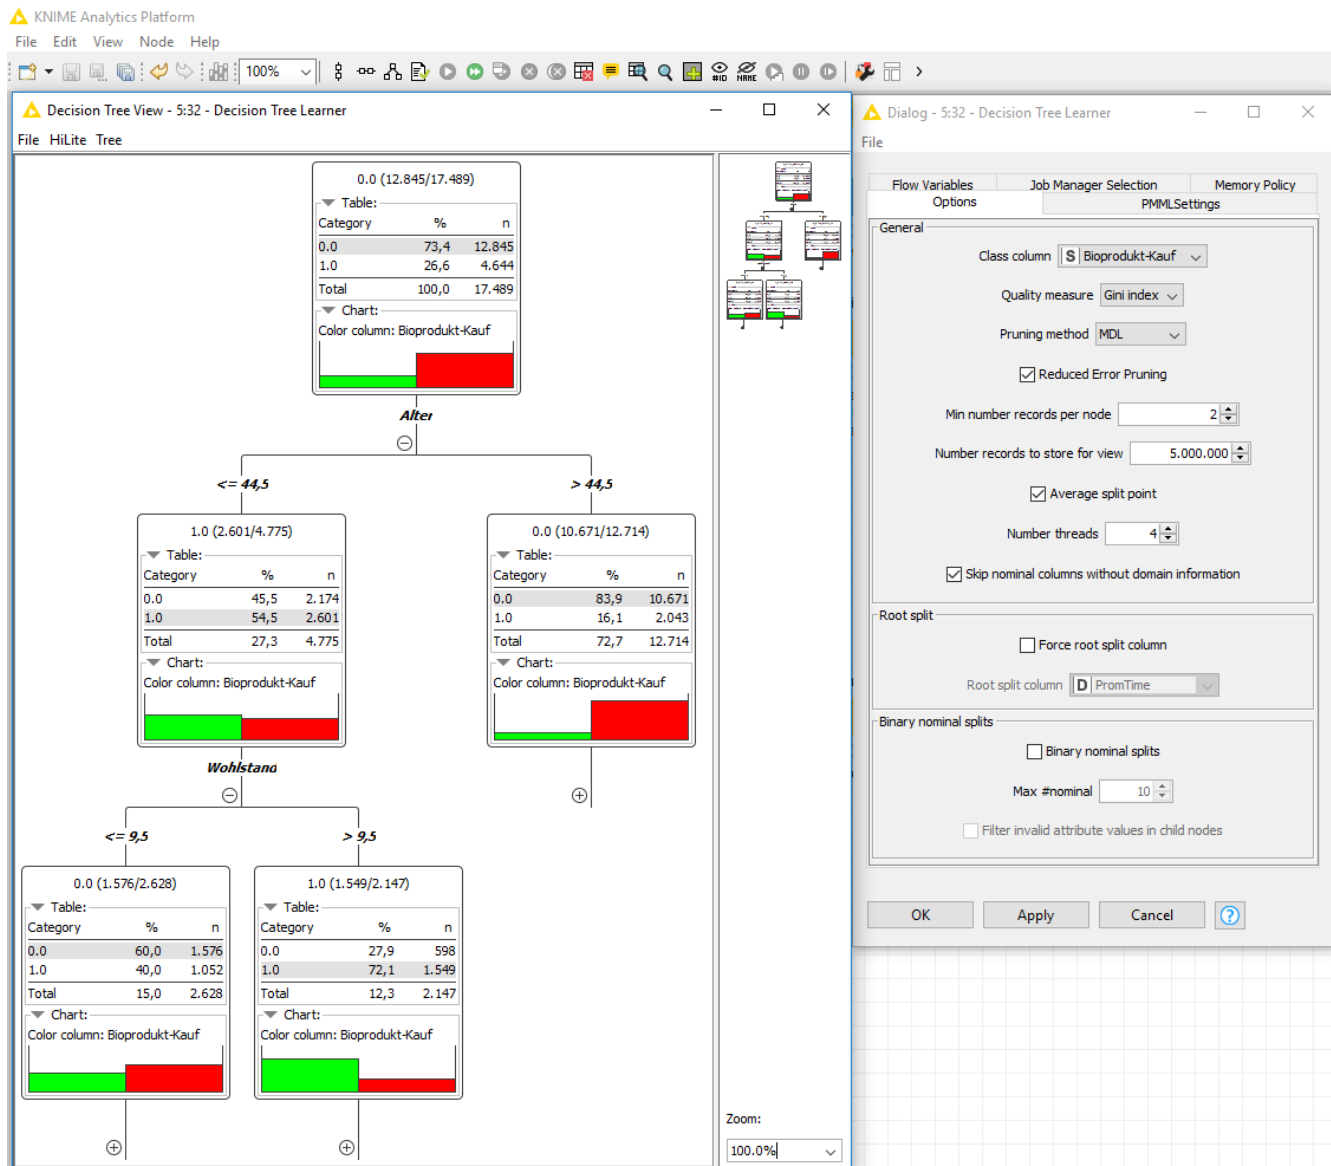 KNIME Analytics Platform
File Edit View Node Help
100%
#ID NAME
Decision Tree View - 5:32 - Decision Tree Learner
File HiLite Tree
0.0 (12.845/17.489)
Table:
Category % n
0.0 73,4 12.845
1.0 26,6 4.644
Total 100,0 17.489
Chart:
Color column: Bioprodukt-Kauf
Alter
<= 44,5 > 44,5
1.0 (2.601/4.775)
Table:
Category % n
0.0 45,5 2.174
1.0 54,5 2.601
Total 27,3 4.775
Chart:
Color column: Bioprodukt-Kauf
0.0 (10.671/12.714)
Table:
Category % n
0.0 83,9 10.671
1.0 16,1 2.043
Total 72,7 12.714
Chart:
Color column: Bioprodukt-Kauf
Wohlstand
<= 9,5 > 9,5
0.0 (1.576/2.628)
Table:
Category % n
0.0 60,0 1.576
1.0 40,0 1.052
Total 15,0 2.628
Chart:
Color column: Bioprodukt-Kauf
1.0 (1.549/2.147)
Table:
Category % n
0.0 27,9 598
1.0 72,1 1.549
Total 12,3 2.147
Chart:
Color column: Bioprodukt-Kauf
Zoom:
100.0%
Dialog - 5:32 - Decision Tree Learner
File
Flow Variables Job Manager Selection Memory Policy
Options PMMLSettings
General
Class column S Bioprodukt-Kauf
Quality measure Gini index
Pruning method MDL
Reduced Error Pruning
Min number records per node 2
Number records to store for view 5.000.000
Average split point
Number threads 4
Skip nominal columns without domain information
Root split
Force root split column
Root split column D PromTime
Binary nominal splits
Binary nominal splits
Max #nominal 10
Filter invalid attribute values in child nodes
OK Apply Cancel ?